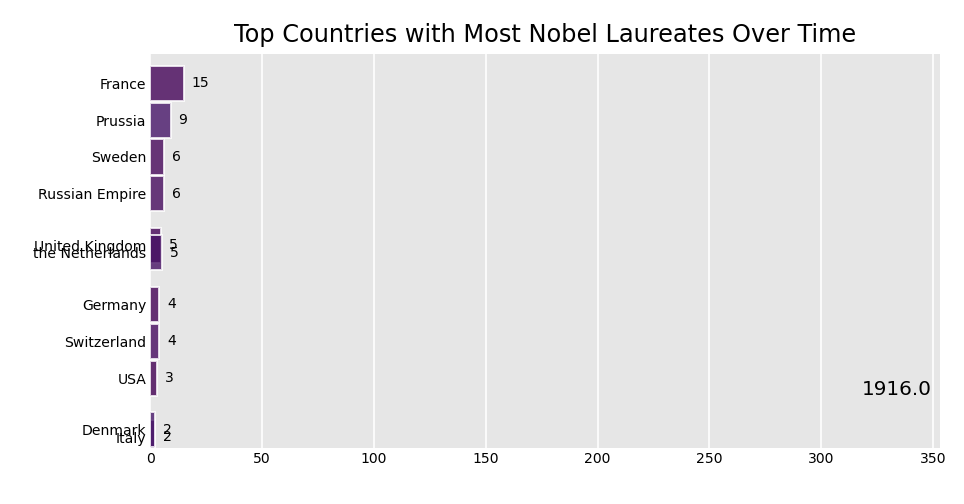 Top Countries with Most Nobel Laureates Over Time
France 15
Prussia 9
Sweden 6
Russian Empire 6
United Kingdom 5
the Netherlands 5
Germany 4
Switzerland 4
USA 3
1916.0
Denmark 2
Italy 2
0 50 100 150 200 250 300 350